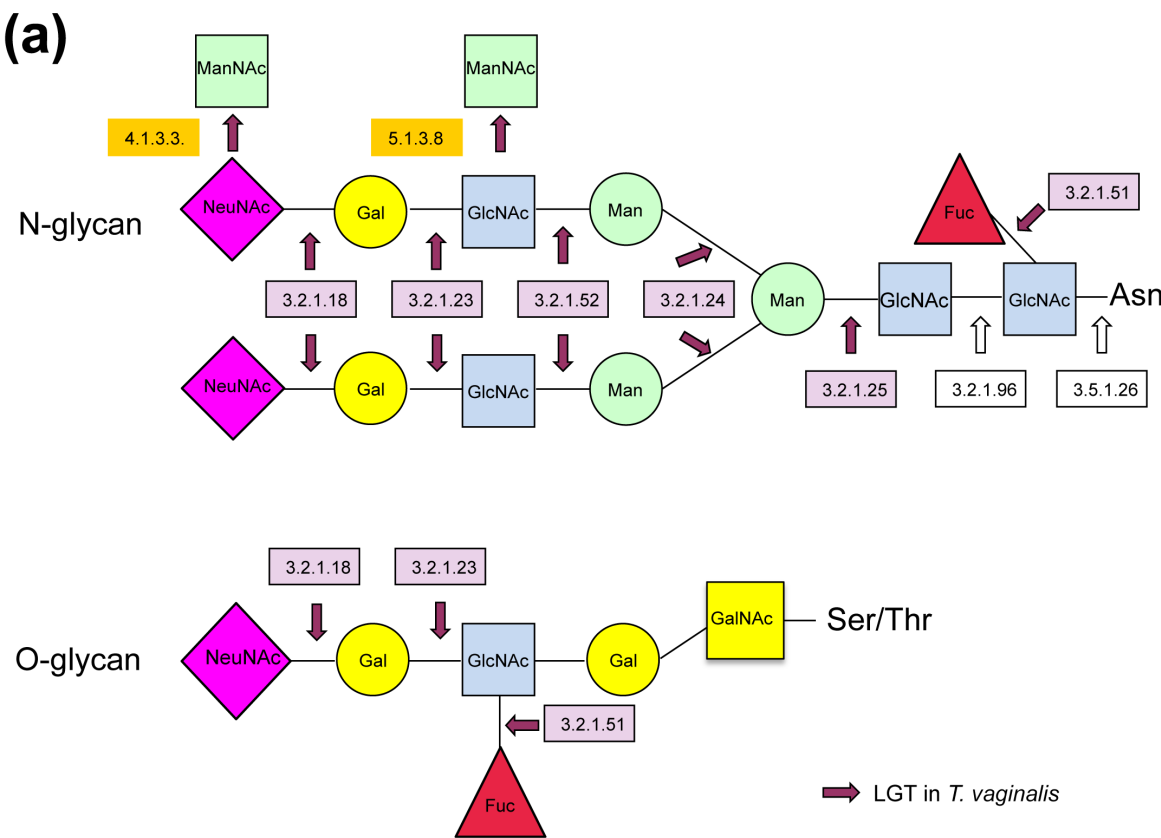 (a)
ManNAc ManNAc
4.1.3.3. 5.1.3.8
N-glycan
NeuNAc Gal GlcNAc Man
Fuc 3.2.1.51
3.2.1.18 3.2.1.23 3.2.1.52 3.2.1.24
Man GlcNAc GlcNAc Asn
NeuNAc Gal GlcNAc Man
3.2.1.25 3.2.1.96 3.5.1.26
3.2.1.18 3.2.1.23
O-glycan
NeuNAc Gal GlcNAc Gal GalNAc Ser/Thr
3.2.1.51
Fuc
LGT in T. vaginalis